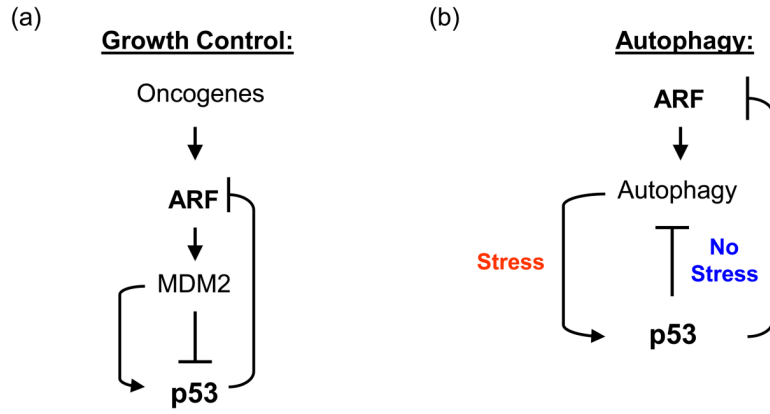 (a)
Growth Control:
Oncogenes
ARF
MDM2
p53
(b)
Autophagy:
ARF
Autophagy
Stress
No
Stress
p53